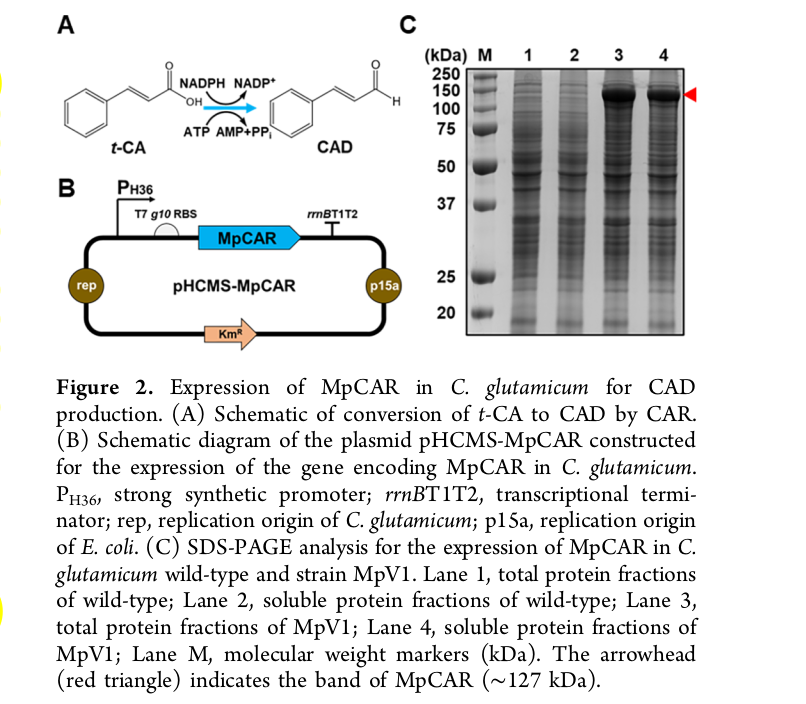 A
C
O
OH
NADPH NADP⁺
ATP AMP+PPᵢ
O
H
t-CA
CAD
(kDa) M 1 2 3 4
250
150
100
75
50
37
25
20
B
P_H36
T7 g10 RBS
rrnBT1T2
MpCAR
rep
pHCMS-MpCAR
p15a
Kmᴿ
Figure 2. Expression of MpCAR in C. glutamicum for CAD
production. (A) Schematic of conversion of t-CA to CAD by CAR.
(B) Schematic diagram of the plasmid pHCMS-MpCAR constructed
for the expression of the gene encoding MpCAR in C. glutamicum.
P_H36, strong synthetic promoter; rrnBT1T2, transcriptional termi-
nator; rep, replication origin of C. glutamicum; p15a, replication origin
of E. coli. (C) SDS-PAGE analysis for the expression of MpCAR in C.
glutamicum wild-type and strain MpV1. Lane 1, total protein fractions
of wild-type; Lane 2, soluble protein fractions of wild-type; Lane 3,
total protein fractions of MpV1; Lane 4, soluble protein fractions of
MpV1; Lane M, molecular weight markers (kDa). The arrowhead
(red triangle) indicates the band of MpCAR (∼127 kDa).